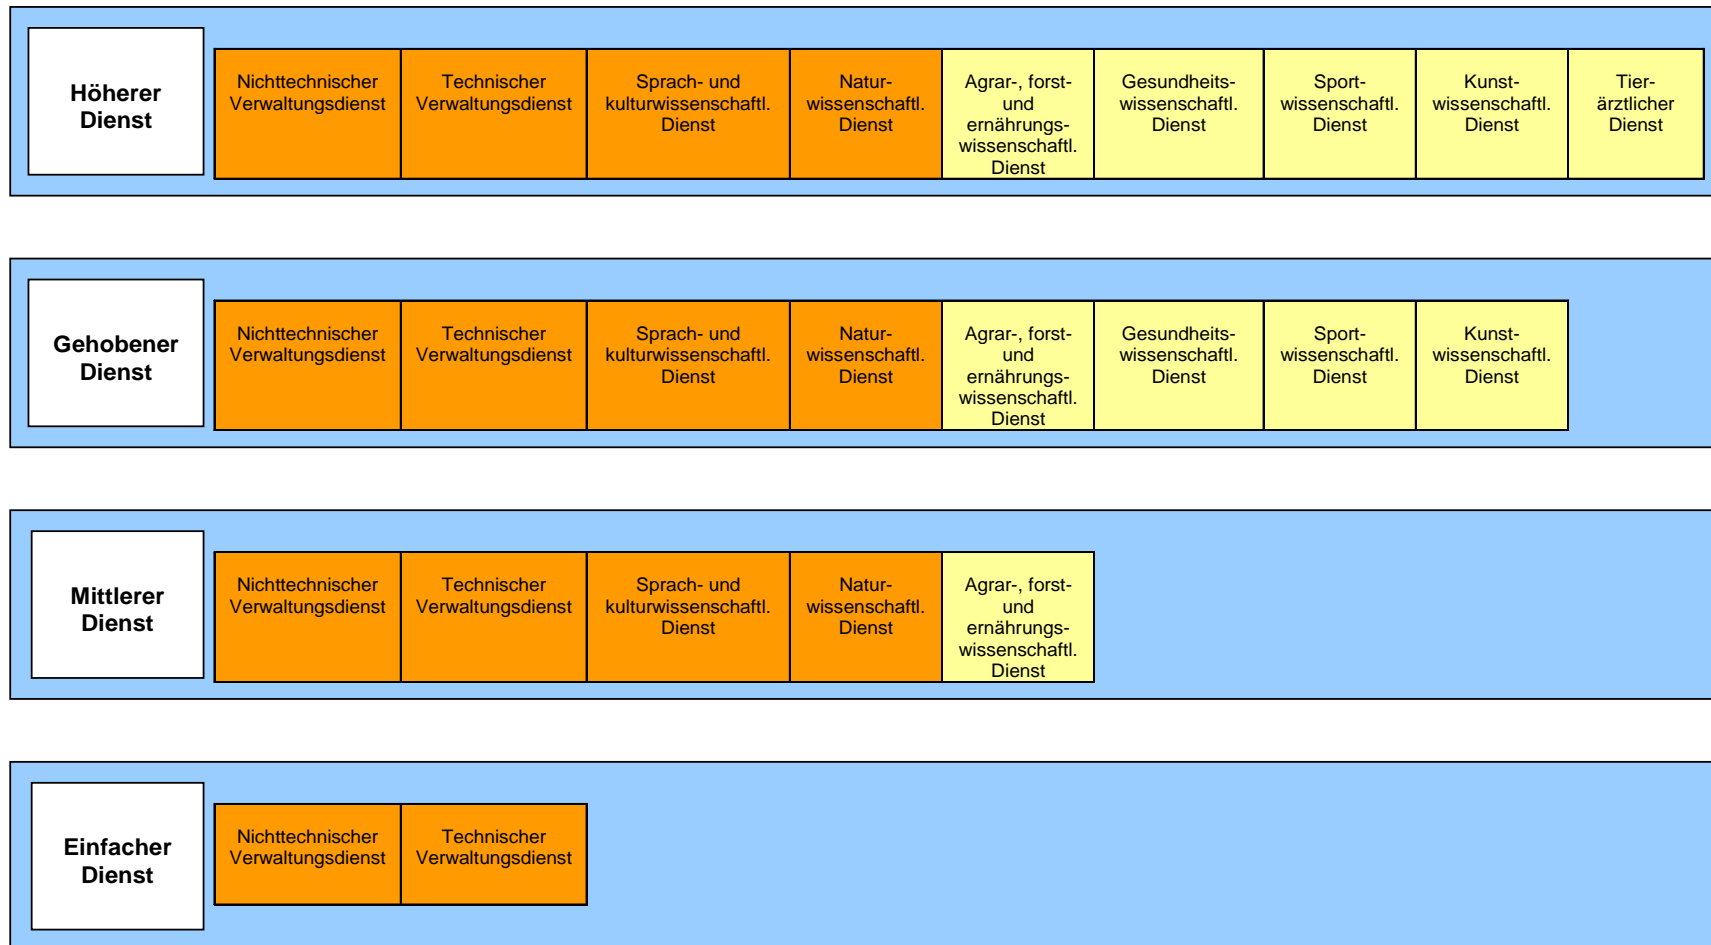 Höherer
Dienst
Nichttechnischer
Verwaltungsdienst
Technischer
Verwaltungsdienst
Sprach- und
kulturwissenschaftl.
Dienst
Natur-
wissenschaftl.
Dienst
Agrar-, forst-
und
ernährungs-
wissenschaftl.
Dienst
Gesundheits-
wissenschaftl.
Dienst
Sport-
wissenschaftl.
Dienst
Kunst-
wissenschaftl.
Dienst
Tier-
ärztlicher
Dienst
Gehobener
Dienst
Nichttechnischer
Verwaltungsdienst
Technischer
Verwaltungsdienst
Sprach- und
kulturwissenschaftl.
Dienst
Natur-
wissenschaftl.
Dienst
Agrar-, forst-
und
ernährungs-
wissenschaftl.
Dienst
Gesundheits-
wissenschaftl.
Dienst
Sport-
wissenschaftl.
Dienst
Kunst-
wissenschaftl.
Dienst
Mittlerer
Dienst
Nichttechnischer
Verwaltungsdienst
Technischer
Verwaltungsdienst
Sprach- und
kulturwissenschaftl.
Dienst
Natur-
wissenschaftl.
Dienst
Agrar-, forst-
und
ernährungs-
wissenschaftl.
Dienst
Einfacher
Dienst
Nichttechnischer
Verwaltungsdienst
Technischer
Verwaltungsdienst